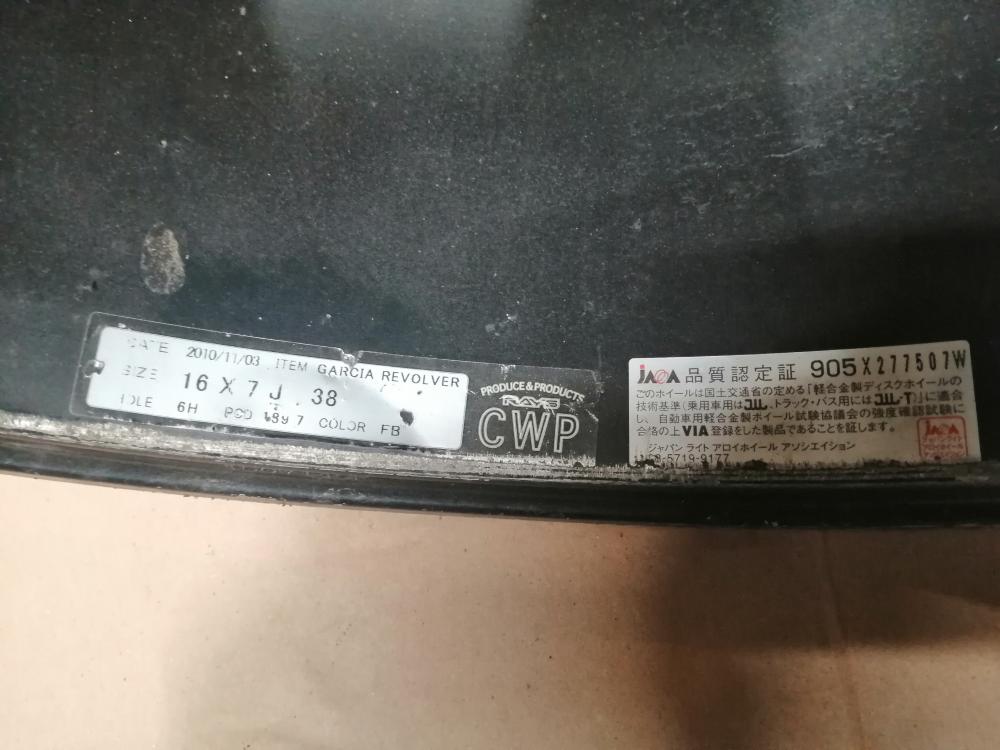 DATE 2010/11/03 ITEM GARCIA REVOLVER
SIZE 16 X 7 J 38
HOLE 6H PCD 139.7 COLOR FB
PRODUCE&PRODUCTS
RAYS
CWP
JAWA 品質認定証 905X277507W
このホイールは国土交通省の定める「軽合金製ディスクホイールの
技術基準(乗用車用はJWL、トラック・バス用にはJWL-T)」に適合
し、自動車用軽合金製ホイール試験協議会の強度確認試験に
合格の上VIA登録をした製品であることを証します。
ジャパン ライト アロイホイール アソシエイション
5719-9177